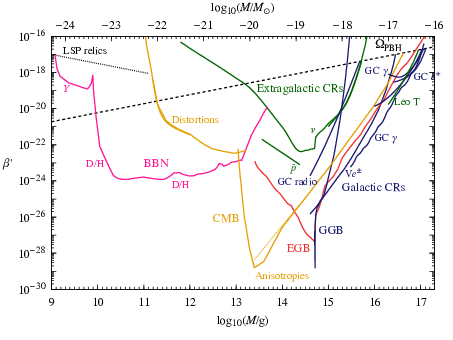 log₁₀(M/M☉)
−24 −23 −22 −21 −20 −19 −18 −17 −16
10⁻¹⁶
10⁻¹⁸
10⁻²⁰
10⁻²²
10⁻²⁴
10⁻²⁶
10⁻²⁸
10⁻³⁰
β′
LSP relics
Ω_PBH
Y
GC γ
GC γ
Extragalactic CRs
Leo T
Distortions
ν
GC γ
D/H
BBN
p̄
Ve±
D/H
GC radio
Galactic CRs
CMB
GGB
EGB
Anisotropies
9 10 11 12 13 14 15 16 17
log₁₀(M/g)